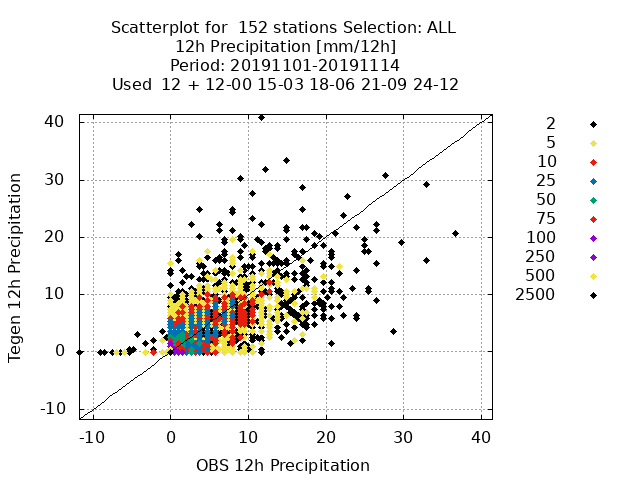 Scatterplot for  152 stations Selection: ALL
12h Precipitation [mm/12h]
Period: 20191101-20191114
Used  12 + 12-00 15-03 18-06 21-09 24-12
Tegen 12h Precipitation
40
30
20
10
0
-10
-10 0 10 20 30 40
OBS 12h Precipitation
2
5
10
25
50
75
100
250
500
2500